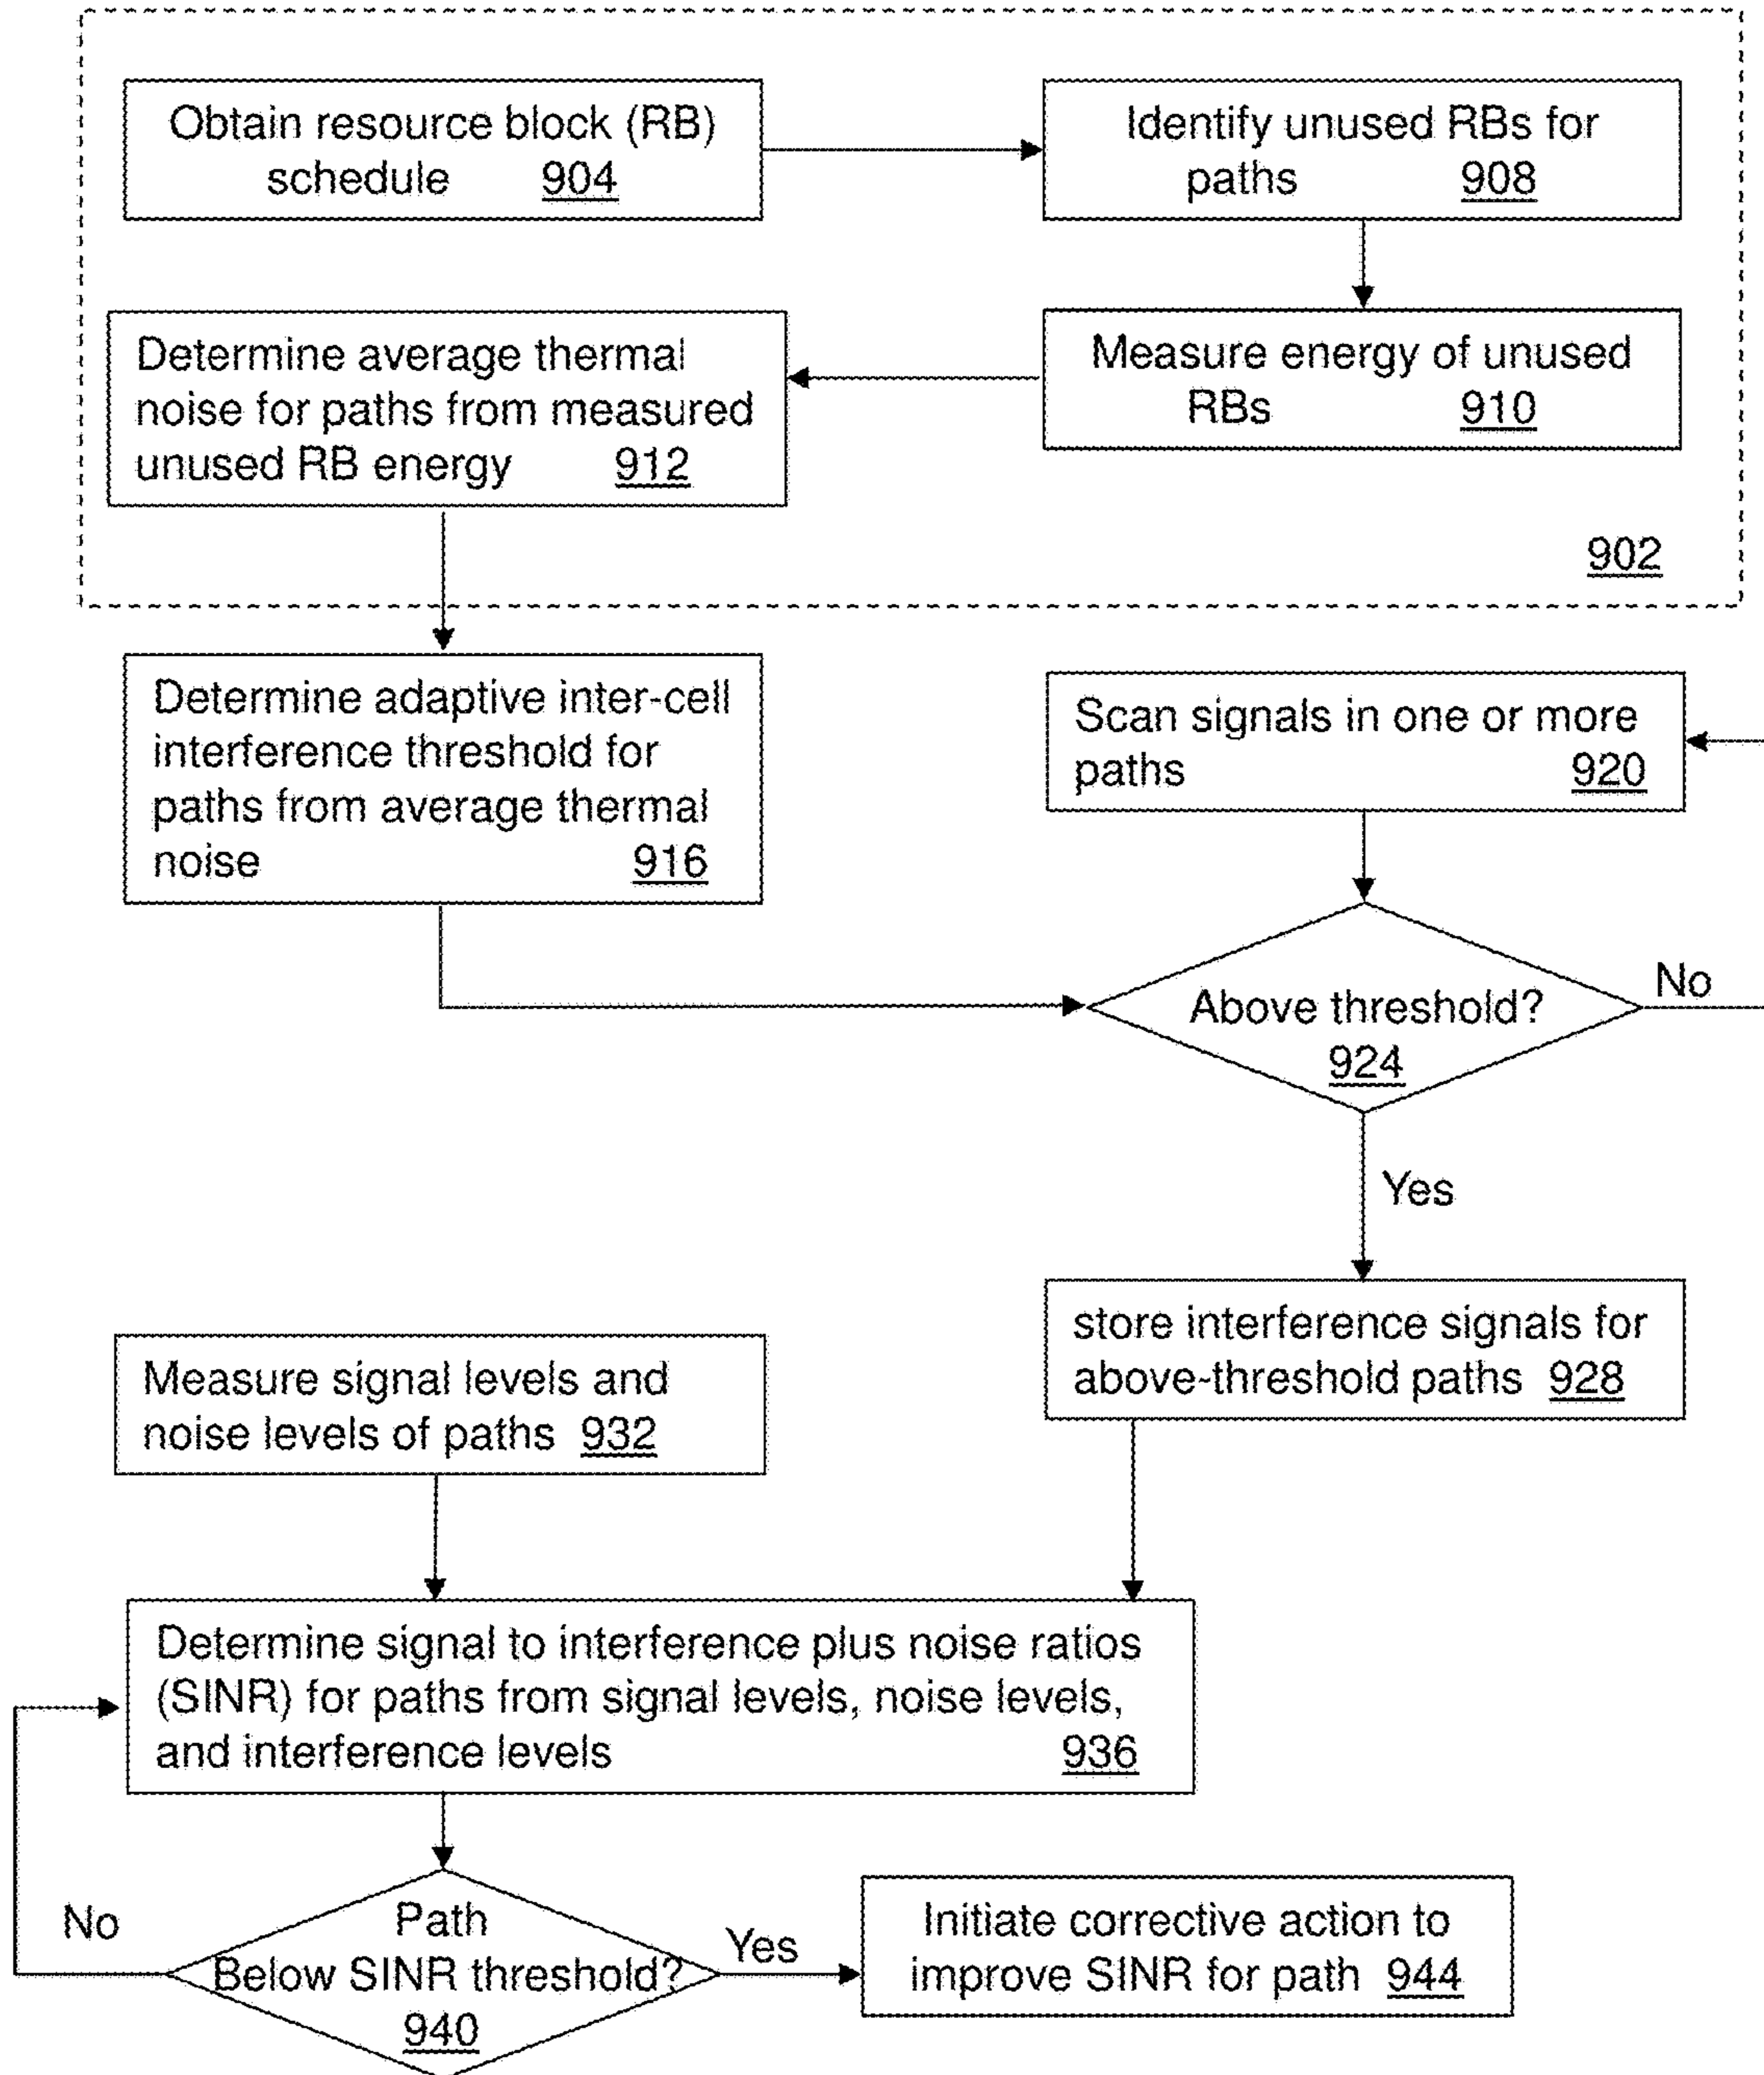 Obtain resource block (RB)
schedule 904
Identify unused RBs for
paths 908
Measure energy of unused
RBs 910
Determine average thermal
noise for paths from measured
unused RB energy 912
902
Determine adaptive inter-cell
interference threshold for
paths from average thermal
noise 916
Scan signals in one or more
paths 920
Above threshold?
924
No
Yes
store interference signals for
above-threshold paths 928
Measure signal levels and
noise levels of paths 932
Determine signal to interference plus noise ratios
(SINR) for paths from signal levels, noise levels,
and interference levels 936
No
Path
Below SINR threshold?
940
Yes
Initiate corrective action to
improve SINR for path 944